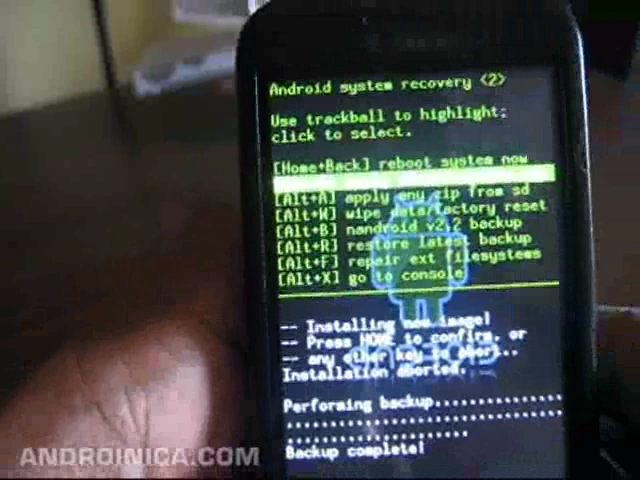 Android system recovery <2>
Use trackball to highlight;
click to select.
[Home+Back] reboot system now
[Alt+A] apply any zip from sd
[Alt+W] wipe data/factory reset
[Alt+B] nandroid v2.2 backup
[Alt+R] restore latest backup
[Alt+F] repair ext filesystems
[Alt+X] go to console
-- Installing new image!
-- Press HOME to confirm, or
-- any other key to abort..
Installation aborted.
Performing backup...............
................................
.....................
Backup complete!
ANDROINICA.COM